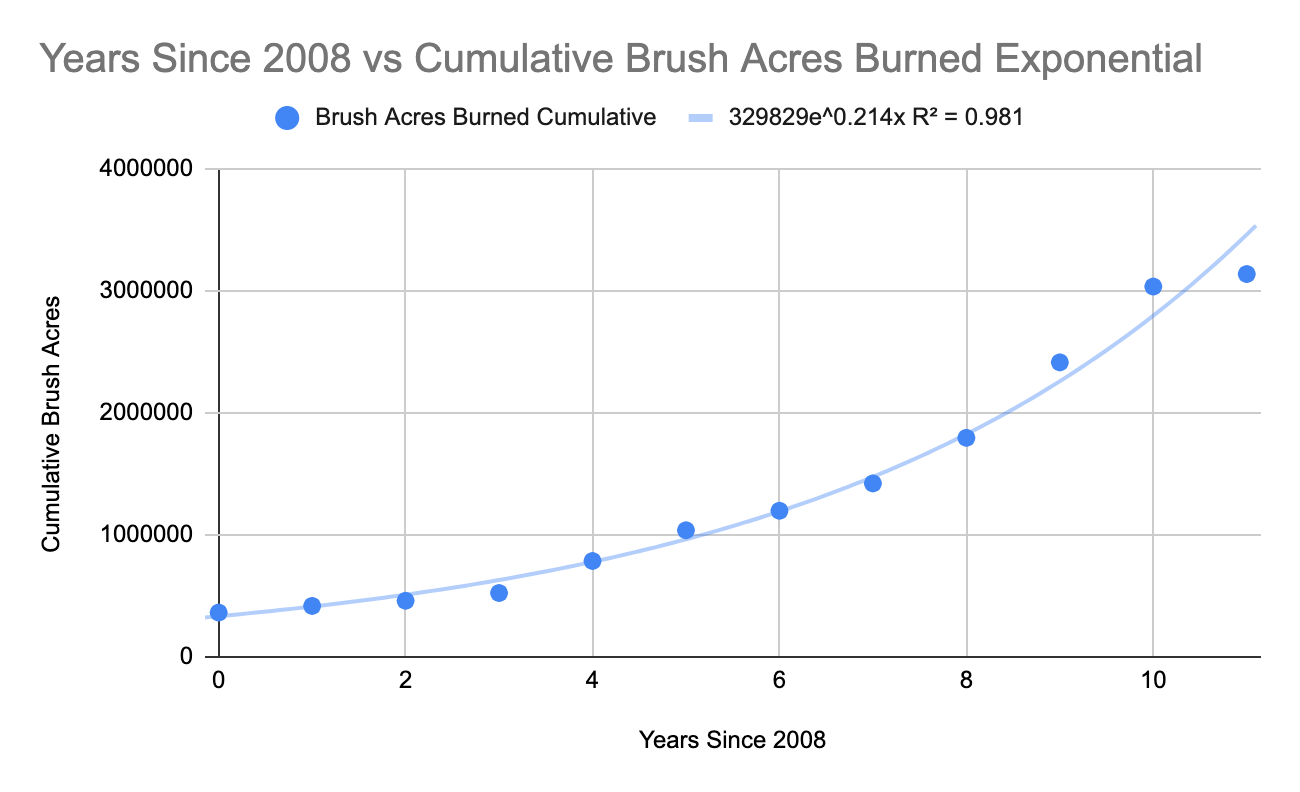 Years Since 2008 vs Cumulative Brush Acres Burned Exponential
Brush Acres Burned Cumulative
329829e^0.214x R² = 0.981
4000000
3000000
2000000
1000000
0
Cumulative Brush Acres
0 2 4 6 8 10
Years Since 2008